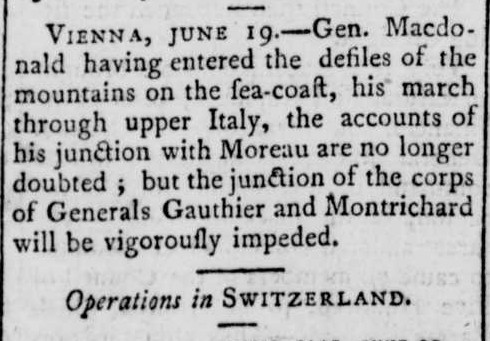 VIENNA, JUNE 19.—Gen. Macdo-
nald having entered the defiles of the
mountains on the ſea-coaſt, his march
through upper Italy, the accounts of
his junction with Moreau are no longer
doubted ; but the junction of the corps
of Generals Gauthier and Montrichard
will be vigorouſly impeded.
Operations in SWITZERLAND.